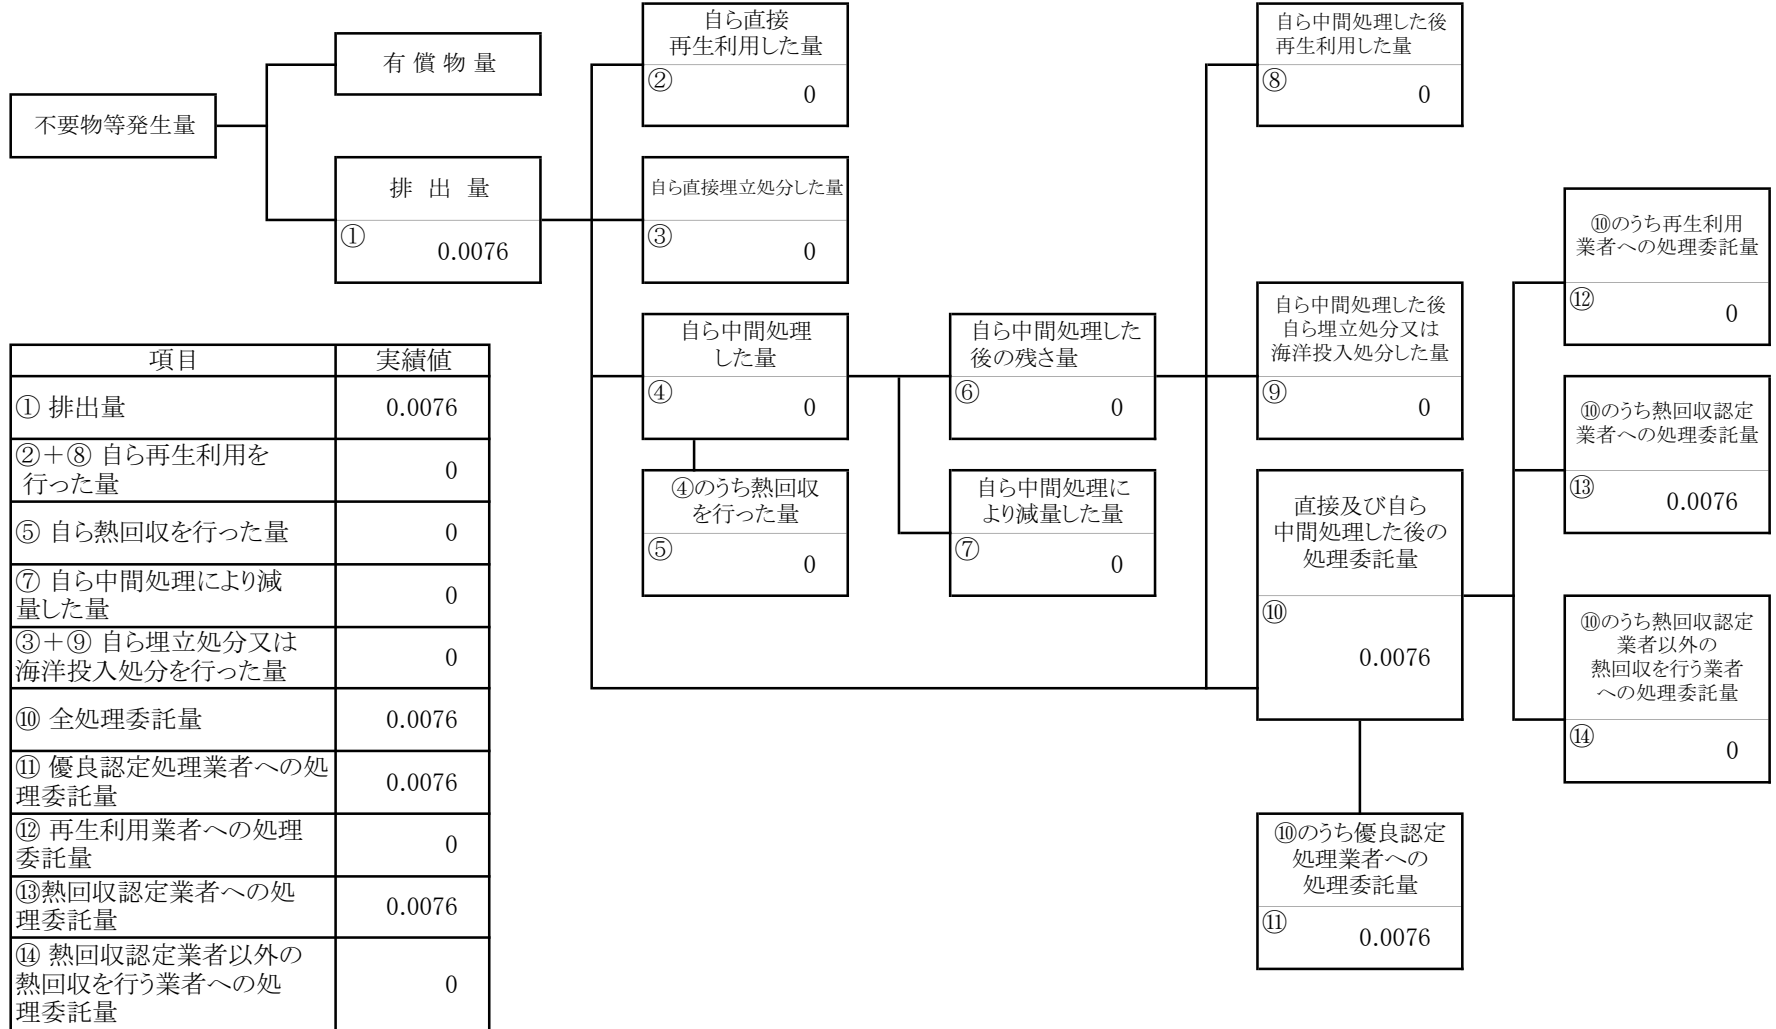 不要物等発生量
有 償 物 量
排 出 量
①
0.0076
自ら直接
再生利用した量
②
0
自ら直接埋立処分した量
③
0
自ら中間処理
した量
④
0
④のうち熱回収
を行った量
⑤
0
自ら中間処理した
後の残さ量
⑥
0
自ら中間処理に
より減量した量
⑦
0
自ら中間処理した後
再生利用した量
⑧
0
自ら中間処理した後
自ら埋立処分又は
海洋投入処分した量
⑨
0
直接及び自ら
中間処理した後の
処理委託量
⑩
0.0076
⑩のうち優良認定
処理業者への
処理委託量
⑪
0.0076
⑩のうち再生利用
業者への処理委託量
⑫
0
⑩のうち熱回収認定
業者への処理委託量
⑬
0.0076
⑩のうち熱回収認定
業者以外の
熱回収を行う業者
への処理委託量
⑭
0
項目 実績値
① 排出量 0.0076
②＋⑧ 自ら再生利用を
行った量 0
⑤ 自ら熱回収を行った量 0
⑦ 自ら中間処理により減
量した量 0
③＋⑨ 自ら埋立処分又は
海洋投入処分を行った量 0
⑩ 全処理委託量 0.0076
⑪ 優良認定処理業者への処
理委託量 0.0076
⑫ 再生利用業者への処理
委託量 0
⑬熱回収認定業者への処
理委託量 0.0076
⑭ 熱回収認定業者以外の
熱回収を行う業者への処
理委託量 0